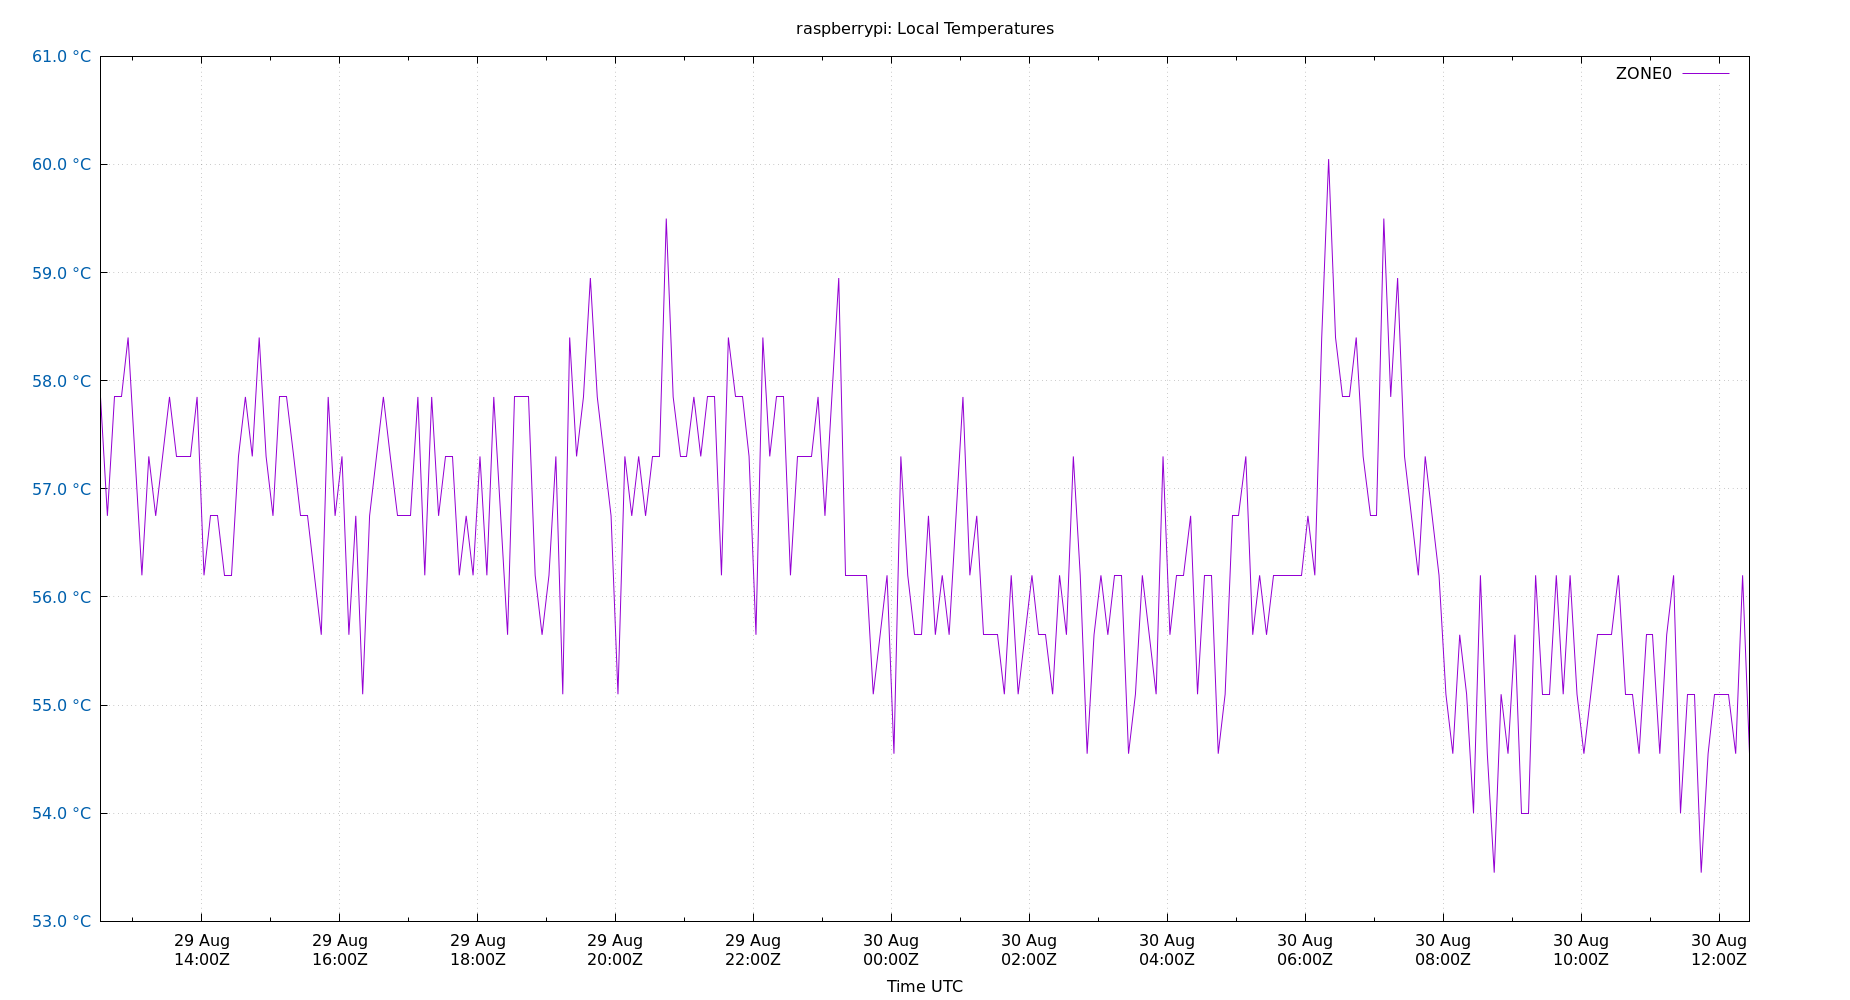 raspberrypi: Local Temperatures
61.0 °C
60.0 °C
59.0 °C
58.0 °C
57.0 °C
56.0 °C
55.0 °C
54.0 °C
53.0 °C
ZONE0
29 Aug
14:00Z
29 Aug
16:00Z
29 Aug
18:00Z
29 Aug
20:00Z
29 Aug
22:00Z
30 Aug
00:00Z
30 Aug
02:00Z
30 Aug
04:00Z
30 Aug
06:00Z
30 Aug
08:00Z
30 Aug
10:00Z
30 Aug
12:00Z
Time UTC